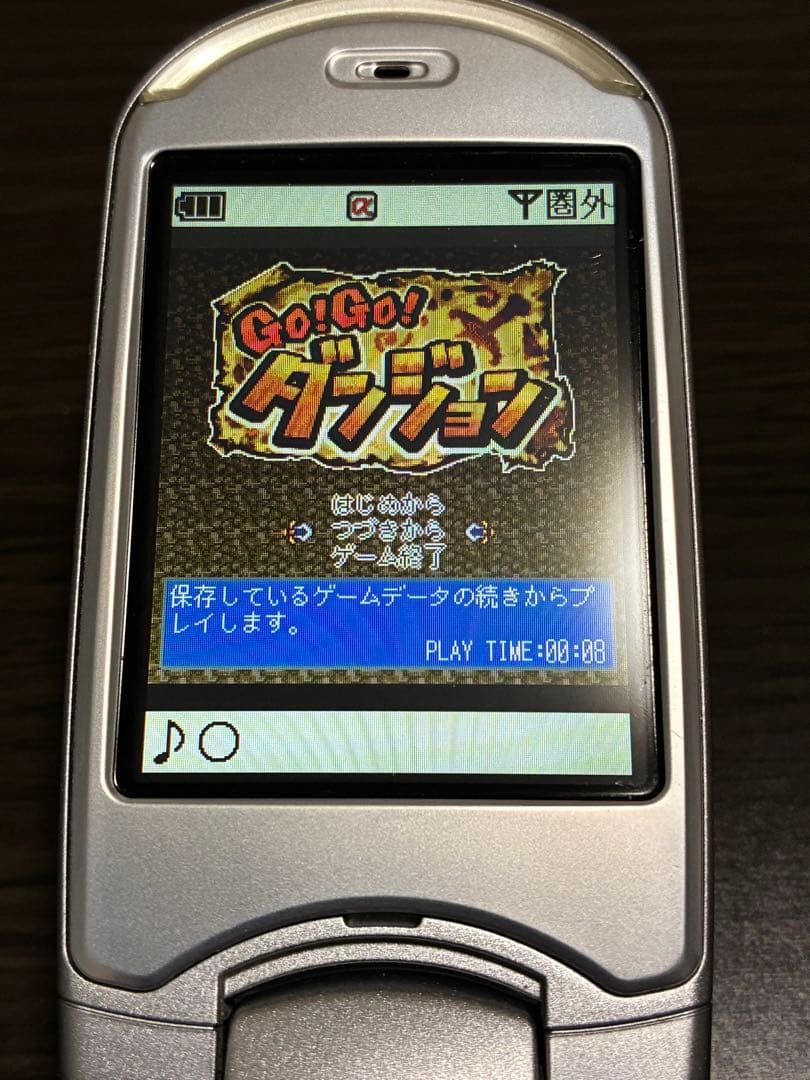 α 圏外
Go!Go!
ダンジョン
はじめから
つづきから
ゲーム終了
保存しているゲームデータの続きからプ
レイします。
PLAY TIME:00:08